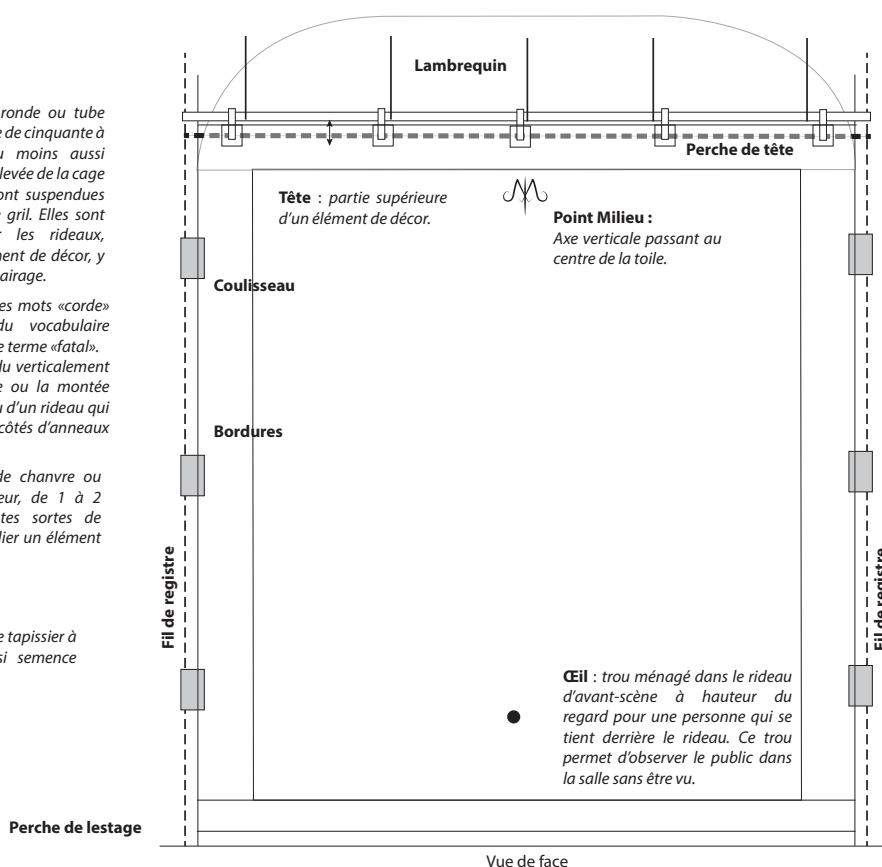 Lambrequin
ronde ou tube
e de cinquante à
u moins aussi
levée de la cage
ont suspendues
e gril. Elles sont
r les rideaux,
ment de décor, y
airage.
es mots «corde»
du vocabulaire
e terme «fatal».
du verticalement
e ou la montée
u d'un rideau qui
côtés d'anneaux
de chanvre ou
eur, de 1 à 2
tes sortes de
lier un élément
e tapissier à
si semence
Perche de tête
Tête : partie supérieure
d'un élément de décor.
Point Milieu :
Axe verticale passant au
centre de la toile.
Coulisseau
Bordures
Fil de registre
Fil de registre
Œil : trou ménagé dans le rideau
d'avant-scène à hauteur du
regard pour une personne qui se
tient derrière le rideau. Ce trou
permet d'observer le public dans
la salle sans être vu.
Perche de lestage
Vue de face